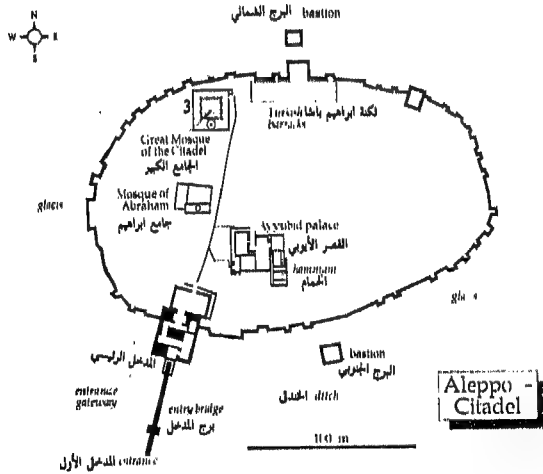 N
W E
S
البرج الشمالي bastion
3
Turkish
barracks
ثكنة ابراهيم باشا
Great Mosque
of the Citadel
الجامع الكبير
Mosque of
Abraham
جامع ابراهيم
glacis
Ayyubid palace
القصر الأيوبي
hammam
الحمام
المدخل الرئيسي
bastion
البرج الجنوبي
entrance
gateway
الخندق ditch
entry bridge
برج المدخل
Aleppo -
Citadel
100 m
المدخل الأول entrance